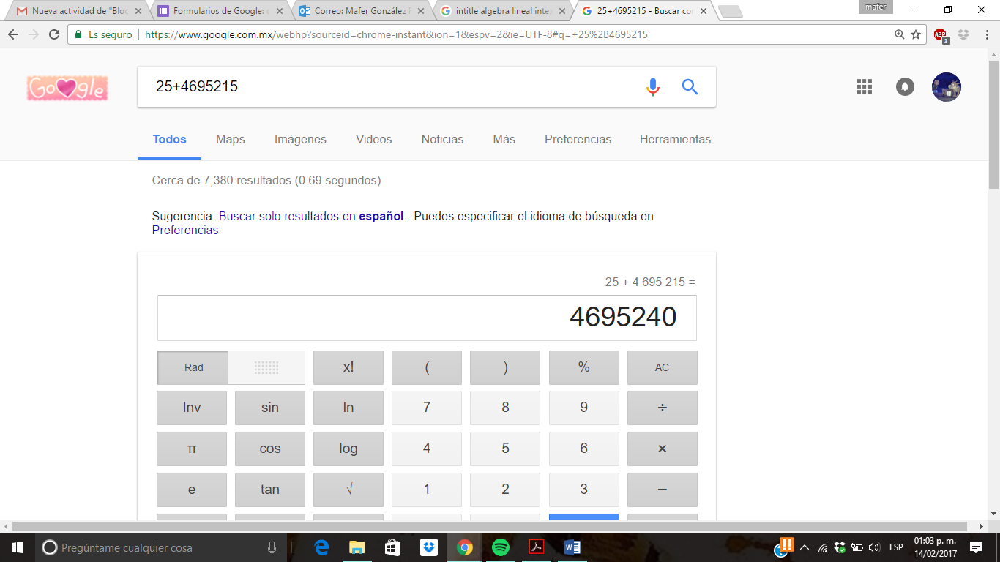 Nueva actividad de "Bloc
Formularios de Google: c
Correo: Mafer González F
intitle algebra lineal inte
25+4695215 - Buscar con
mafer
Es seguro
https://www.google.com.mx/webhp?sourceid=chrome-instant&ion=1&espv=2&ie=UTF-8#q=+25%2B4695215
ABP
3
Google
25+4695215
Todos
Maps
Imágenes
Videos
Noticias
Más
Preferencias
Herramientas
Cerca de 7,380 resultados (0.69 segundos)
Sugerencia: Buscar solo resultados en español . Puedes especificar el idioma de búsqueda en
Preferencias
25 + 4 695 215 =
4695240
Rad x! ( ) % AC
Inv sin ln 7 8 9 ÷
π cos log 4 5 6 ×
e tan √ 1 2 3 −
Pregúntame cualquier cosa
ESP
01:03 p. m.
14/02/2017